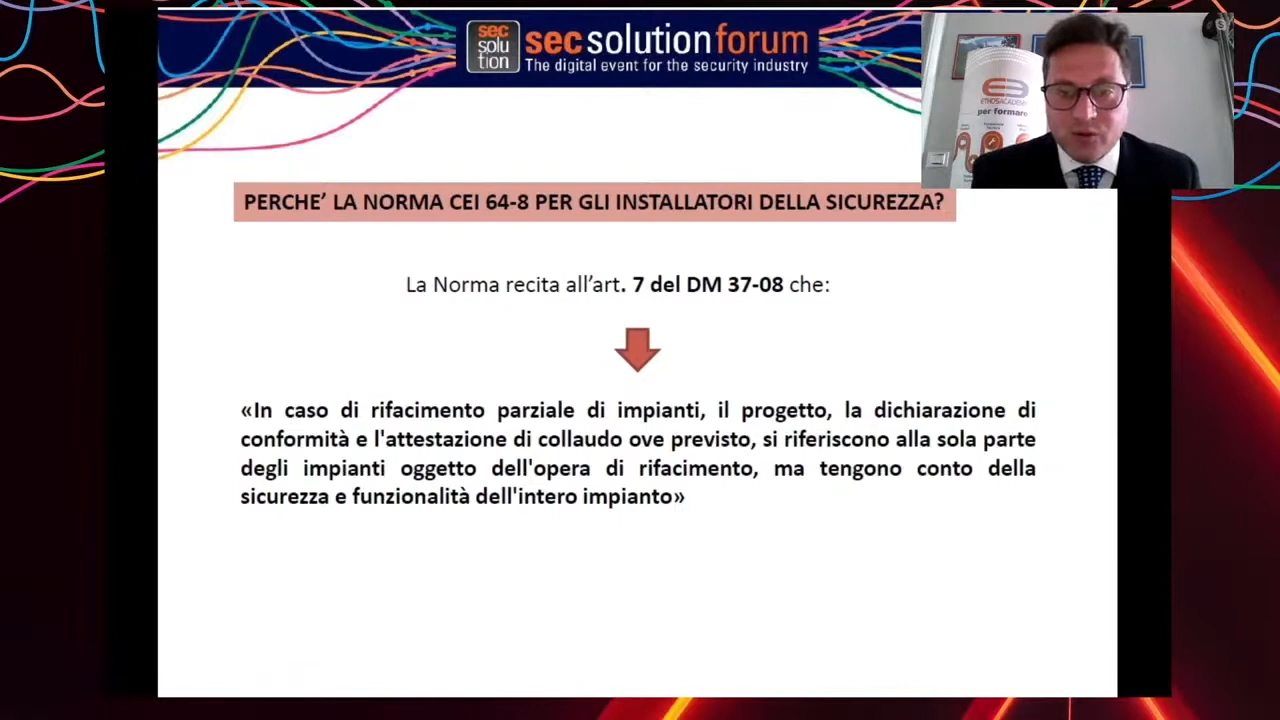 sec
solu
tion
secsolutionforum
The digital event for the security industry
ETHOSACADEMY
per formare
PERCHE’ LA NORMA CEI 64-8 PER GLI INSTALLATORI DELLA SICUREZZA?
La Norma recita all’art. 7 del DM 37-08 che:
«In caso di rifacimento parziale di impianti, il progetto, la dichiarazione di
conformità e l'attestazione di collaudo ove previsto, si riferiscono alla sola parte
degli impianti oggetto dell'opera di rifacimento, ma tengono conto della
sicurezza e funzionalità dell'intero impianto»